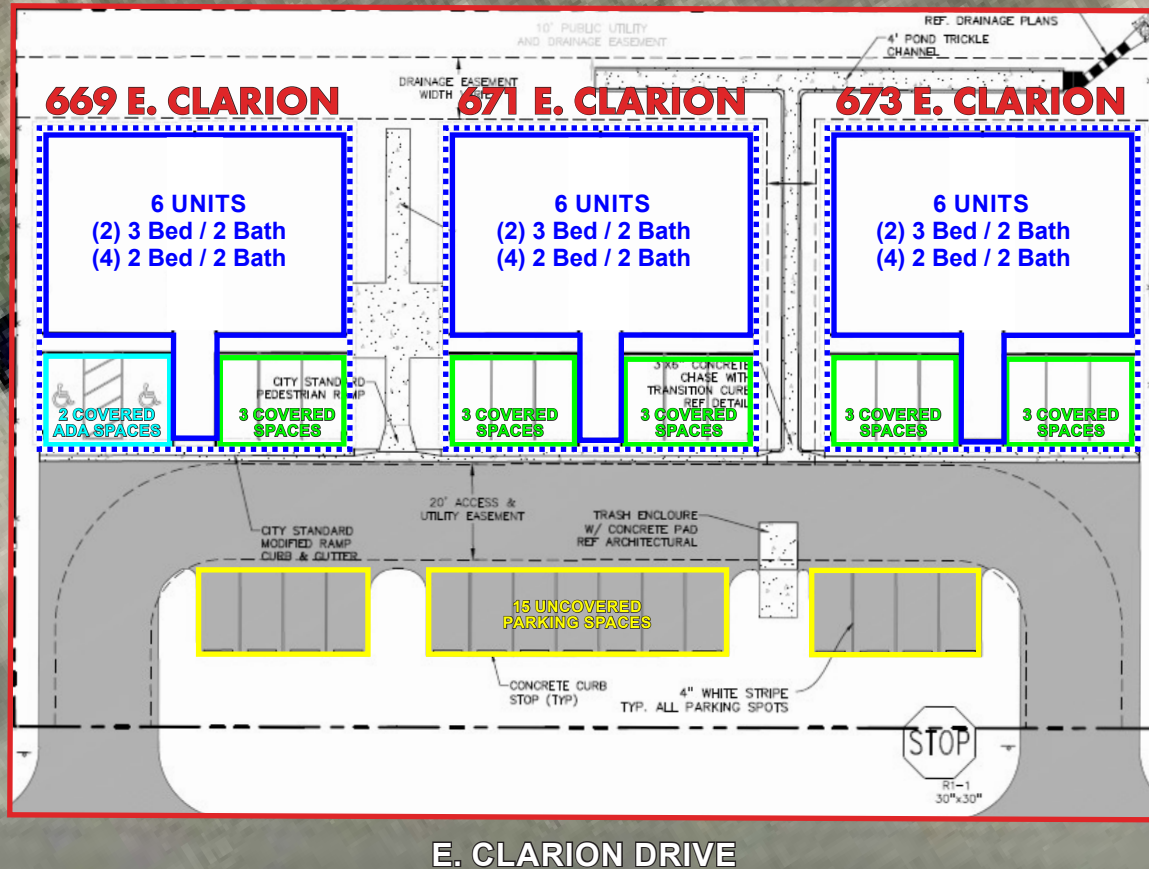 10' PUBLIC UTILITY
AND DRAINAGE EASEMENT
REF. DRAINAGE PLANS
4' POND TRICKLE
CHANNEL
DRAINAGE EASEMENT
WIDTH
669 E. CLARION
671 E. CLARION
673 E. CLARION
6 UNITS
(2) 3 Bed / 2 Bath
(4) 2 Bed / 2 Bath
6 UNITS
(2) 3 Bed / 2 Bath
(4) 2 Bed / 2 Bath
6 UNITS
(2) 3 Bed / 2 Bath
(4) 2 Bed / 2 Bath
2 COVERED
ADA SPACES
CITY STANDARD
PEDESTRIAN RAMP
3 COVERED
SPACES
3 COVERED
SPACES
3'X6" CONCRETE
CHASE WITH
TRANSITION CURB
REF DETAIL
3 COVERED
SPACES
3 COVERED
SPACES
3 COVERED
SPACES
20' ACCESS &
UTILITY EASEMENT
CITY STANDARD
MODIFIED RAMP
CURB & GUTTER
TRASH ENCLOURE
W/ CONCRETE PAD
REF ARCHITECTURAL
15 UNCOVERED
PARKING SPACES
CONCRETE CURB
STOP (TYP)
4" WHITE STRIPE
TYP. ALL PARKING SPOTS
STOP
R1-1
30"x30"
E. CLARION DRIVE